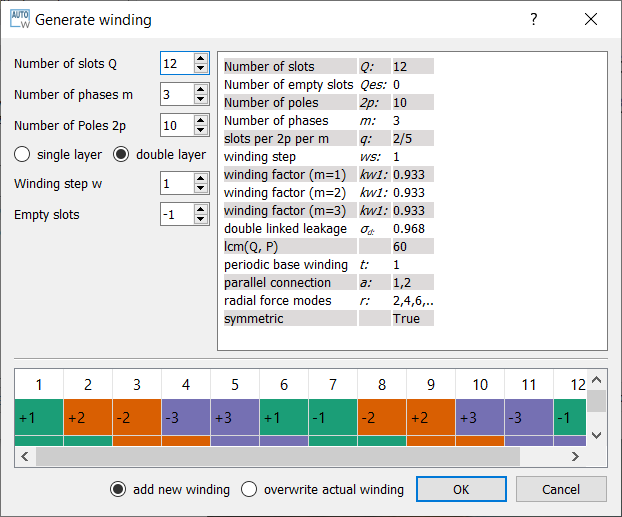 AUTO W Generate winding ?
Number of slots Q 12
Number of phases m 3
Number of Poles 2p 10
single layer double layer
Winding step w 1
Empty slots -1
Number of slots Q: 12
Number of empty slots Qes: 0
Number of poles 2p: 10
Number of phases m: 3
slots per 2p per m q: 2/5
winding step ws: 1
winding factor (m=1) kw1: 0.933
winding factor (m=2) kw1: 0.933
winding factor (m=3) kw1: 0.933
double linked leakage σd: 0.968
lcm(Q, P) 60
periodic base winding t: 1
parallel connection a: 1,2
radial force modes r: 2,4,6,..
symmetric True
1 2 3 4 5 6 7 8 9 10 11 12
+1 +2 -2 -3 +3 +1 -1 -2 +2 +3 -3 -1
add new winding overwrite actual winding OK Cancel